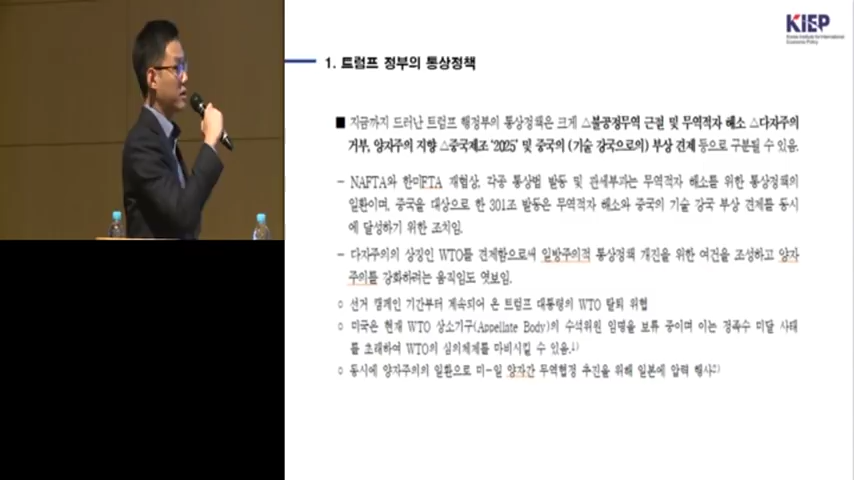 KIEP
Korea Institute for International
Economic Policy
1. 트럼프 정부의 통상정책
■ 지금까지 드러난 트럼프 행정부의 통상정책은 크게 △불공정무역 근절 및 무역적자 해소 △다자주의
거부, 양자주의 지향 △중국제조 '2025' 및 중국의 (기술 강국으로의) 부상 견제 등으로 구분될 수 있음.
- NAFTA와 한미FTA 재협상, 각종 통상법 발동 및 관세부과는 무역적자 해소를 위한 통상정책의
일환이며, 중국을 대상으로 한 301조 발동은 무역적자 해소와 중국의 기술 강국 부상 견제를 동시
에 달성하기 위한 조치임.
- 다자주의의 상징인 WTO를 견제함으로써 일방주의적 통상정책 개진을 위한 여건을 조성하고 양자
주의를 강화하려는 움직임도 엿보임.
○ 선거 캠페인 기간부터 계속되어 온 트럼프 대통령의 WTO 탈퇴 위협
○ 미국은 현재 WTO 상소기구(Appellate Body)의 수석위원 임명을 보류 중이며 이는 정족수 미달 사태
를 초래하여 WTO의 심의체제를 마비시킬 수 있음.1)
○ 동시에 양자주의의 일환으로 미-일 양자간 무역협정 추진을 위해 일본에 압력 행사2)